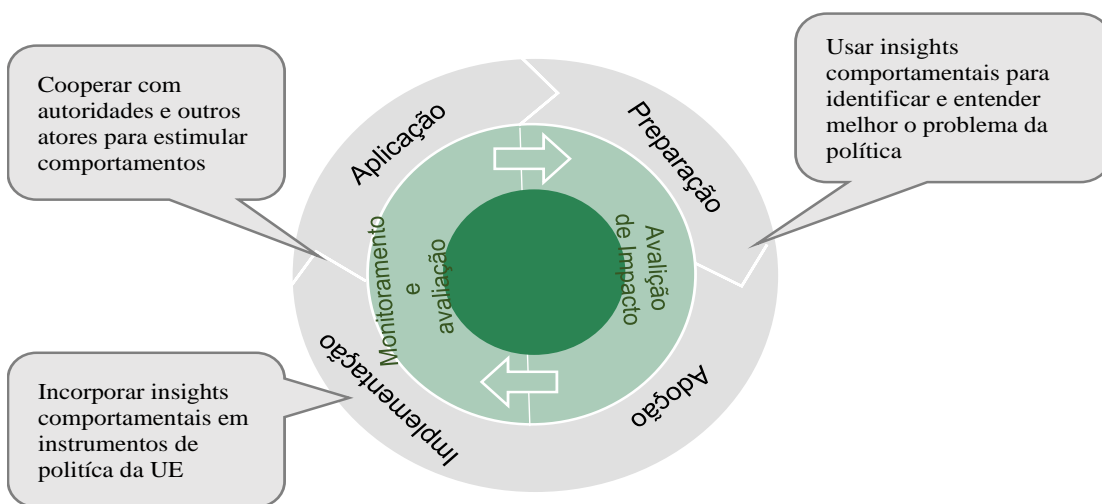 Cooperar com
autoridades e outros
atores para estimular
comportamentos
Usar insights
comportamentais para
identificar e entender
melhor o problema da
política
Aplicação
Preparação
Monitoramento
e
avaliação
Avalição
de Impacto
Implementação
Adoção
Incorporar insights
comportamentais em
instrumentos de
politíca da UE